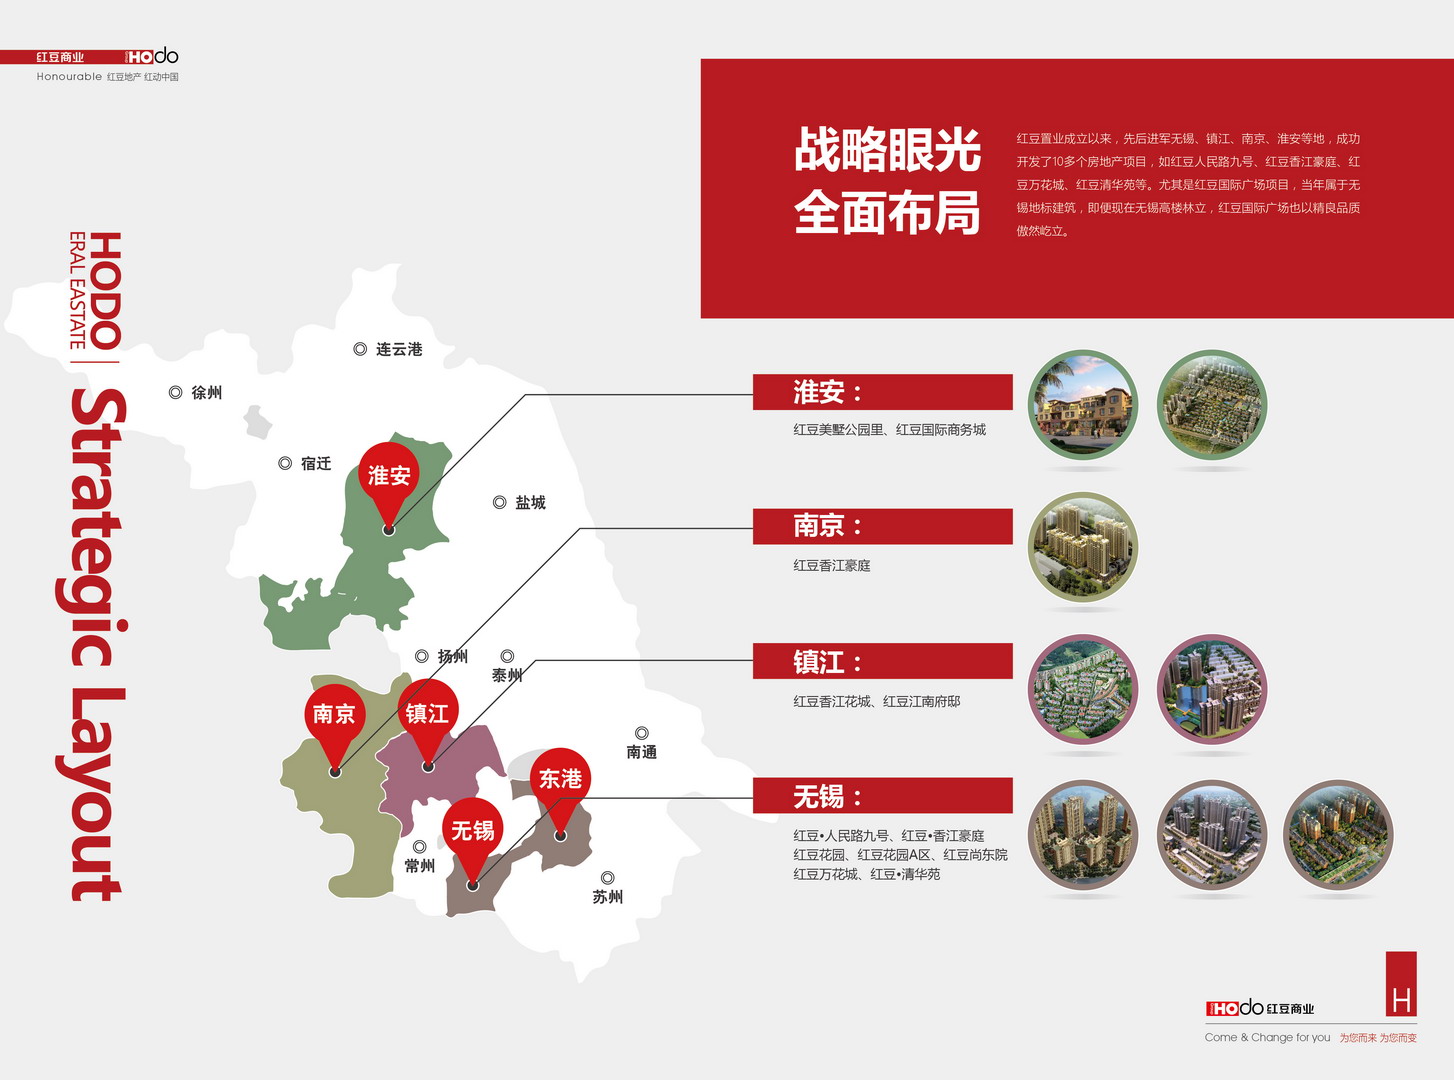 红豆商业 HOdo
Honourable 红豆地产 红动中国
HODO
ERAL EASTATE
Strategic Layout
战略眼光
全面布局
红豆置业成立以来，先后进军无锡、镇江、南京、淮安等地，成功
开发了10多个房地产项目，如红豆人民路九号、红豆香江豪庭、红
豆万花城、红豆清华苑等。尤其是红豆国际广场项目，当年属于无
锡地标建筑，即便现在无锡高楼林立，红豆国际广场也以精良品质
傲然屹立。
连云港
徐州
宿迁
淮安
盐城
扬州
泰州
南京
镇江
南通
东港
无锡
常州
苏州
淮安：
红豆美墅公园里、红豆国际商务城
南京：
红豆香江豪庭
镇江：
红豆香江花城、红豆江南府邸
无锡：
红豆•人民路九号、红豆•香江豪庭
红豆花园、红豆花园A区、红豆尚东院
红豆万花城、红豆•清华苑
H
HOdo 红豆商业
Come & Change for you 为您而来 为您而变